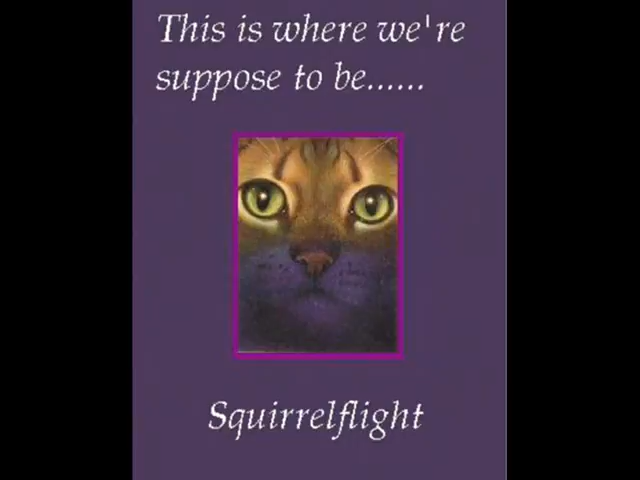 This is where we're
suppose to be......
Squirrelflight